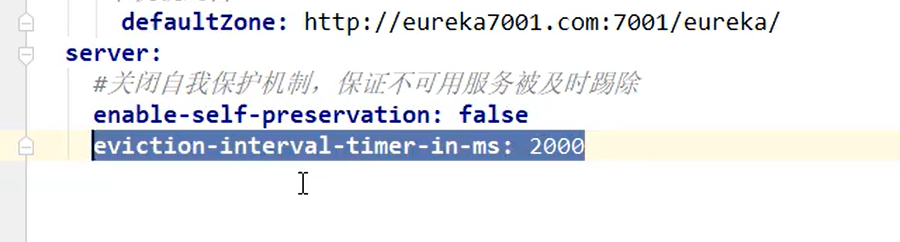 defaultZone: http://eureka7001.com:7001/eureka/
server:
#关闭自我保护机制，保证不可用服务被及时踢除
enable-self-preservation: false
eviction-interval-timer-in-ms: 2000